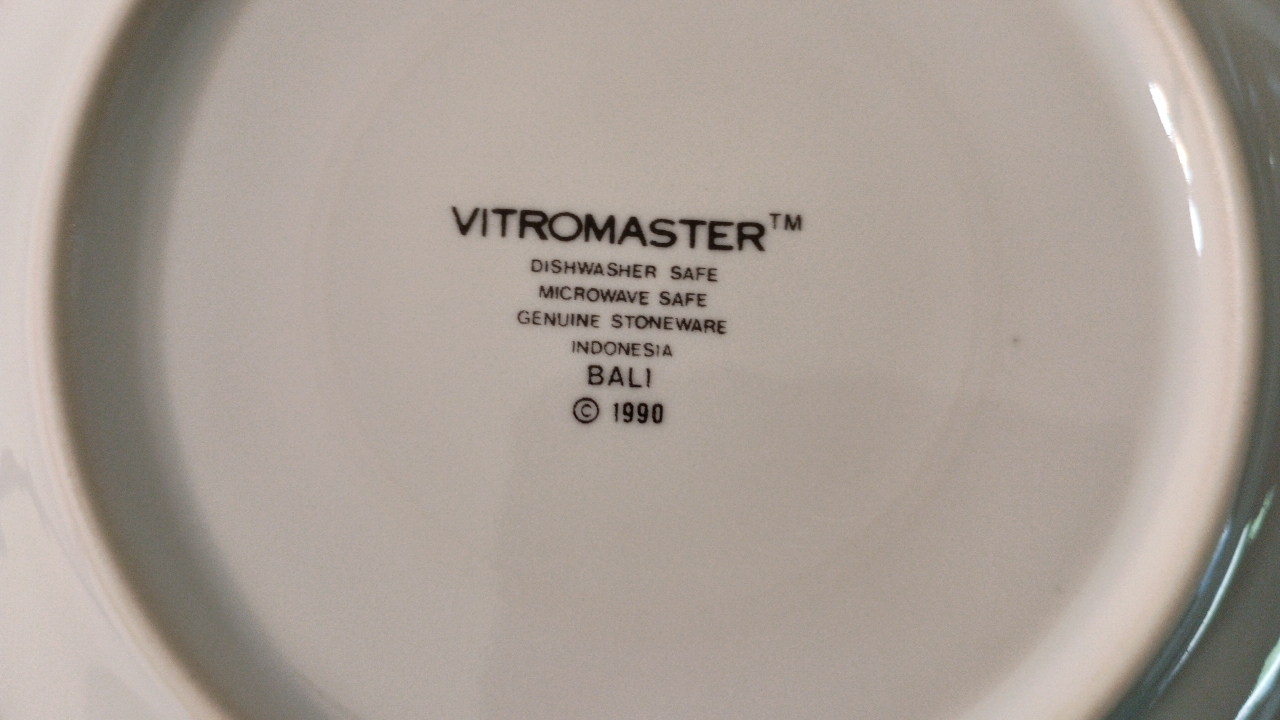 VITROMASTER™
DISHWASHER SAFE
MICROWAVE SAFE
GENUINE STONEWARE
INDONESIA
BALI
© 1990